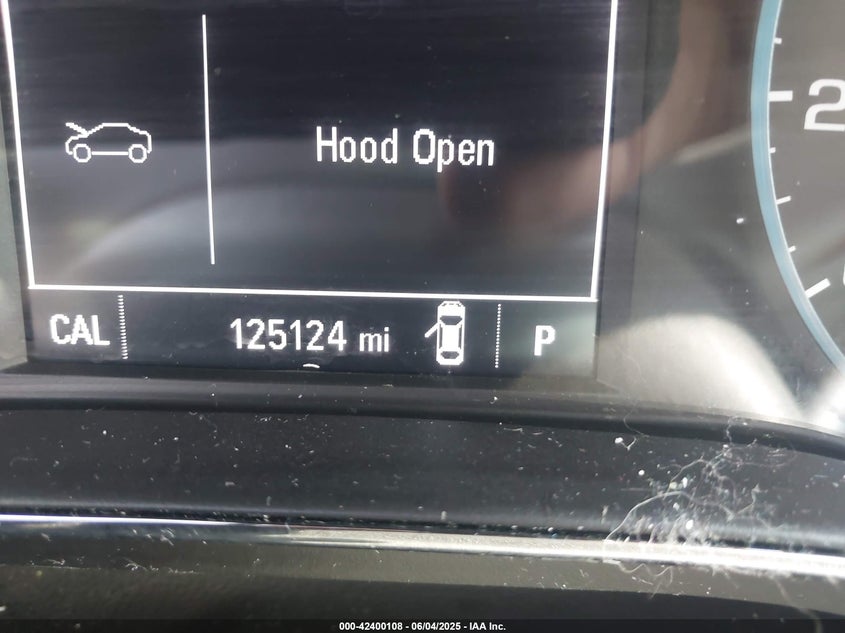 Hood Open
2
CAL 125124 mi P
000-42400108 - 06/04/2025 - IAA Inc.